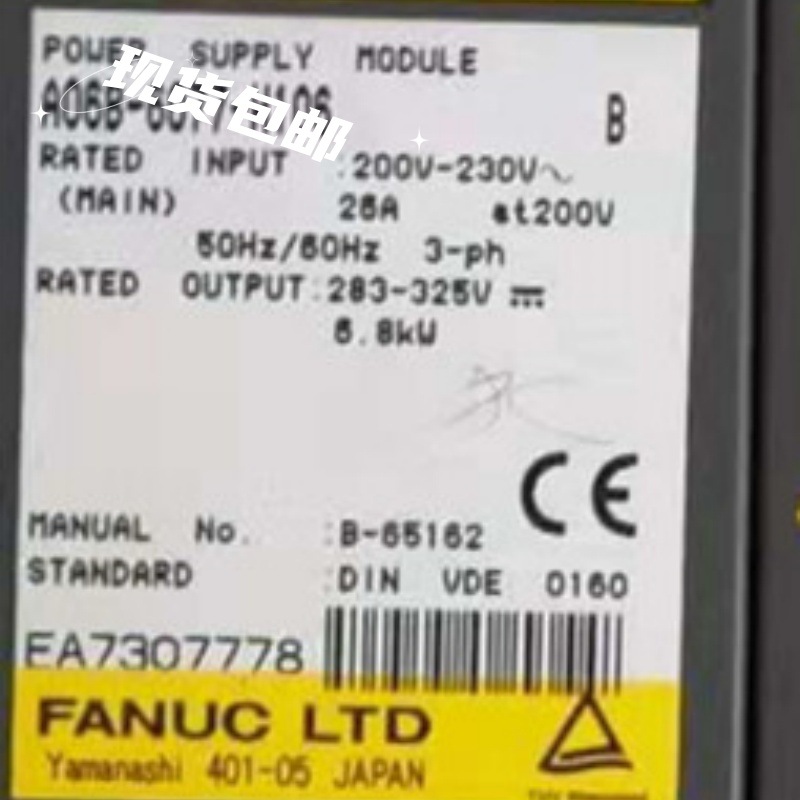 POWER SUPPLY MODULE
现货包邮
B
RATED INPUT :200V-230V~
(MAIN) 26A at200V
50Hz/60Hz 3-ph
RATED OUTPUT:283-325V
6.8kW
MANUAL No. :B-65162
STANDARD :DIN VDE 0160
EA7307778
FANUC LTD
Yamanashi 401-05 JAPAN